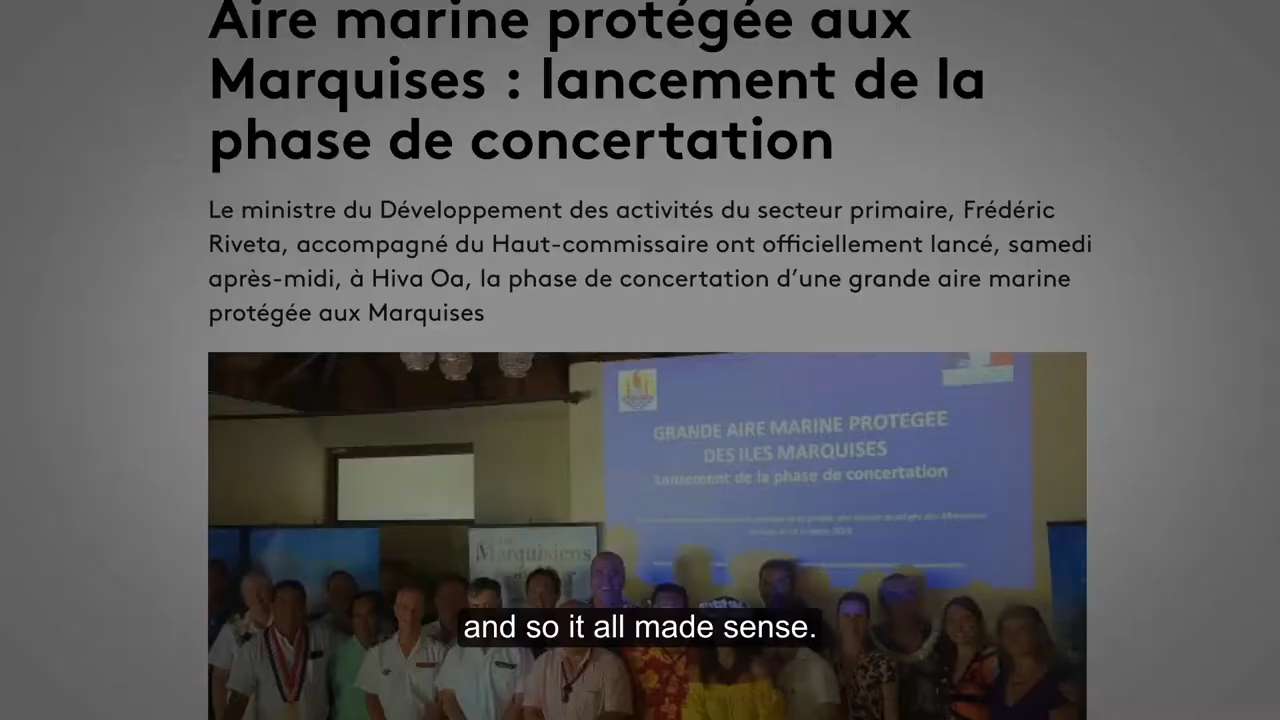 Aire marine protégée aux
Marquises : lancement de la
phase de concertation
Le ministre du Développement des activités du secteur primaire, Frédéric
Riveta, accompagné du Haut-commissaire ont officiellement lancé, samedi
après-midi, à Hiva Oa, la phase de concertation d’une grande aire marine
protégée aux Marquises
GRANDE AIRE MARINE PROTEGEE
DES ILES MARQUISES
Lancement de la phase de concertation
Marquisiens
and so it all made sense.